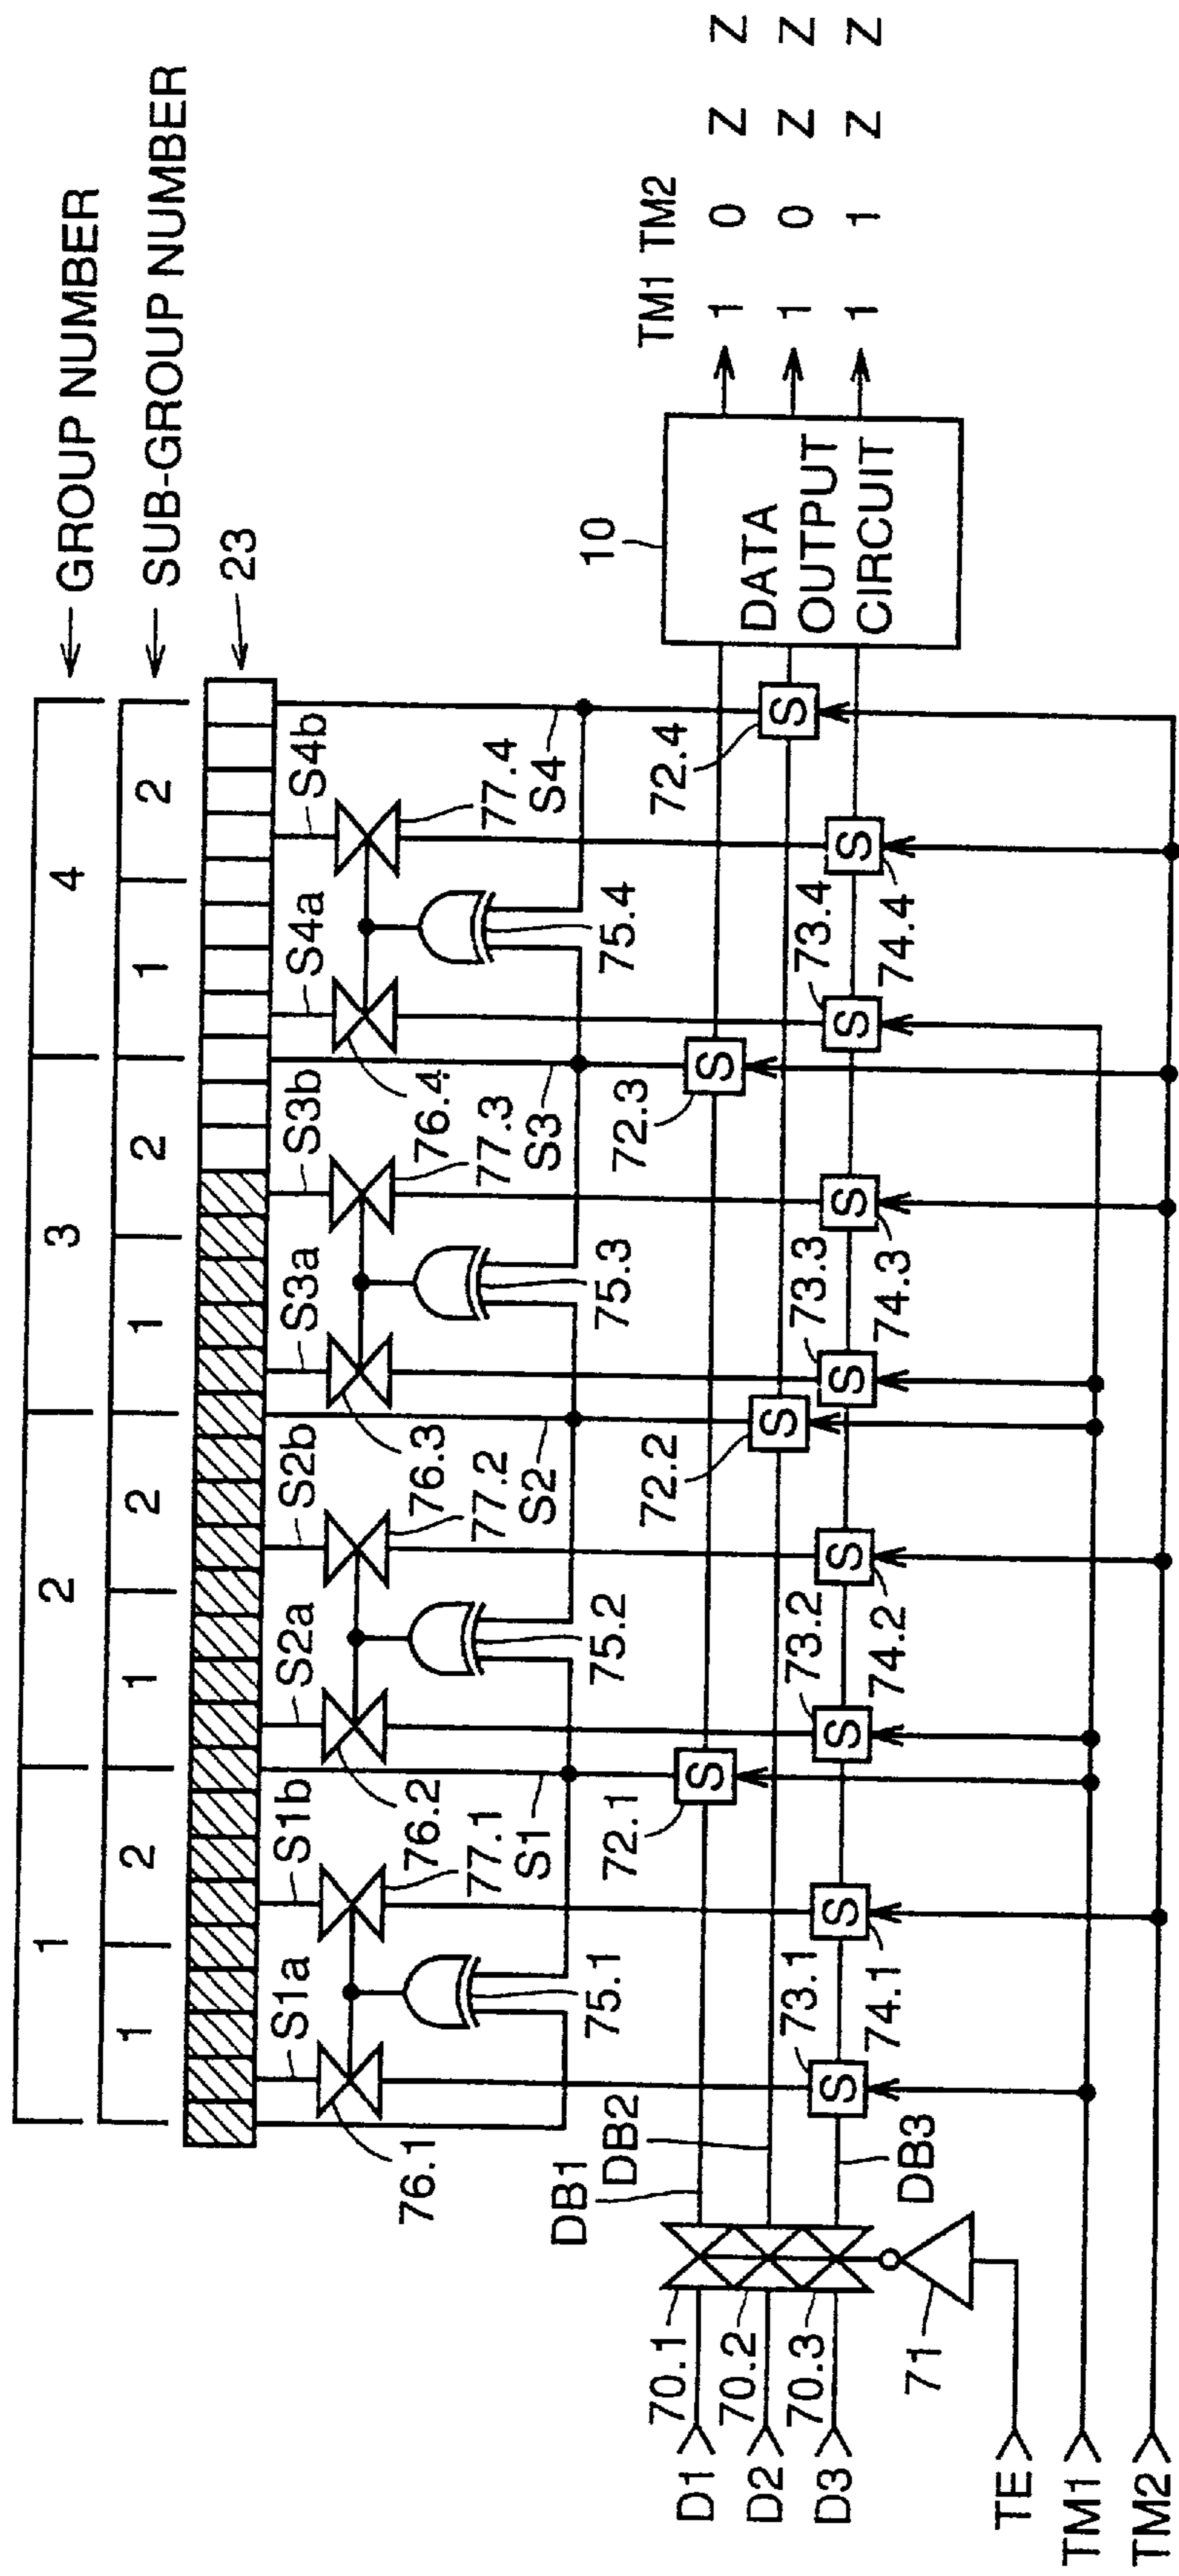 ← GROUP NUMBER
← SUB-GROUP NUMBER
1 2 3 4
1 2 1 2 1 2 1 2
23
S1a S1b S2a S2b S3a S3b S4a S4b
76.1 76.2 76.3 76.4
77.1 77.2 77.3 77.4
S1 S2 S3 S4
75.1 75.2 75.3 75.4
72.1 72.2 72.3 72.4
S S S S
73.1 73.2 73.3 73.4
S S S S S S S S
74.1 74.2 74.3 74.4
DB1
DB2
DB3
70.1
70.2
70.3
71
D1
D2
D3
TE
TM1
TM2
10
DATA
OUTPUT
CIRCUIT
TM1 TM2
1 0 Z Z
1 0 Z Z
1 1 Z Z